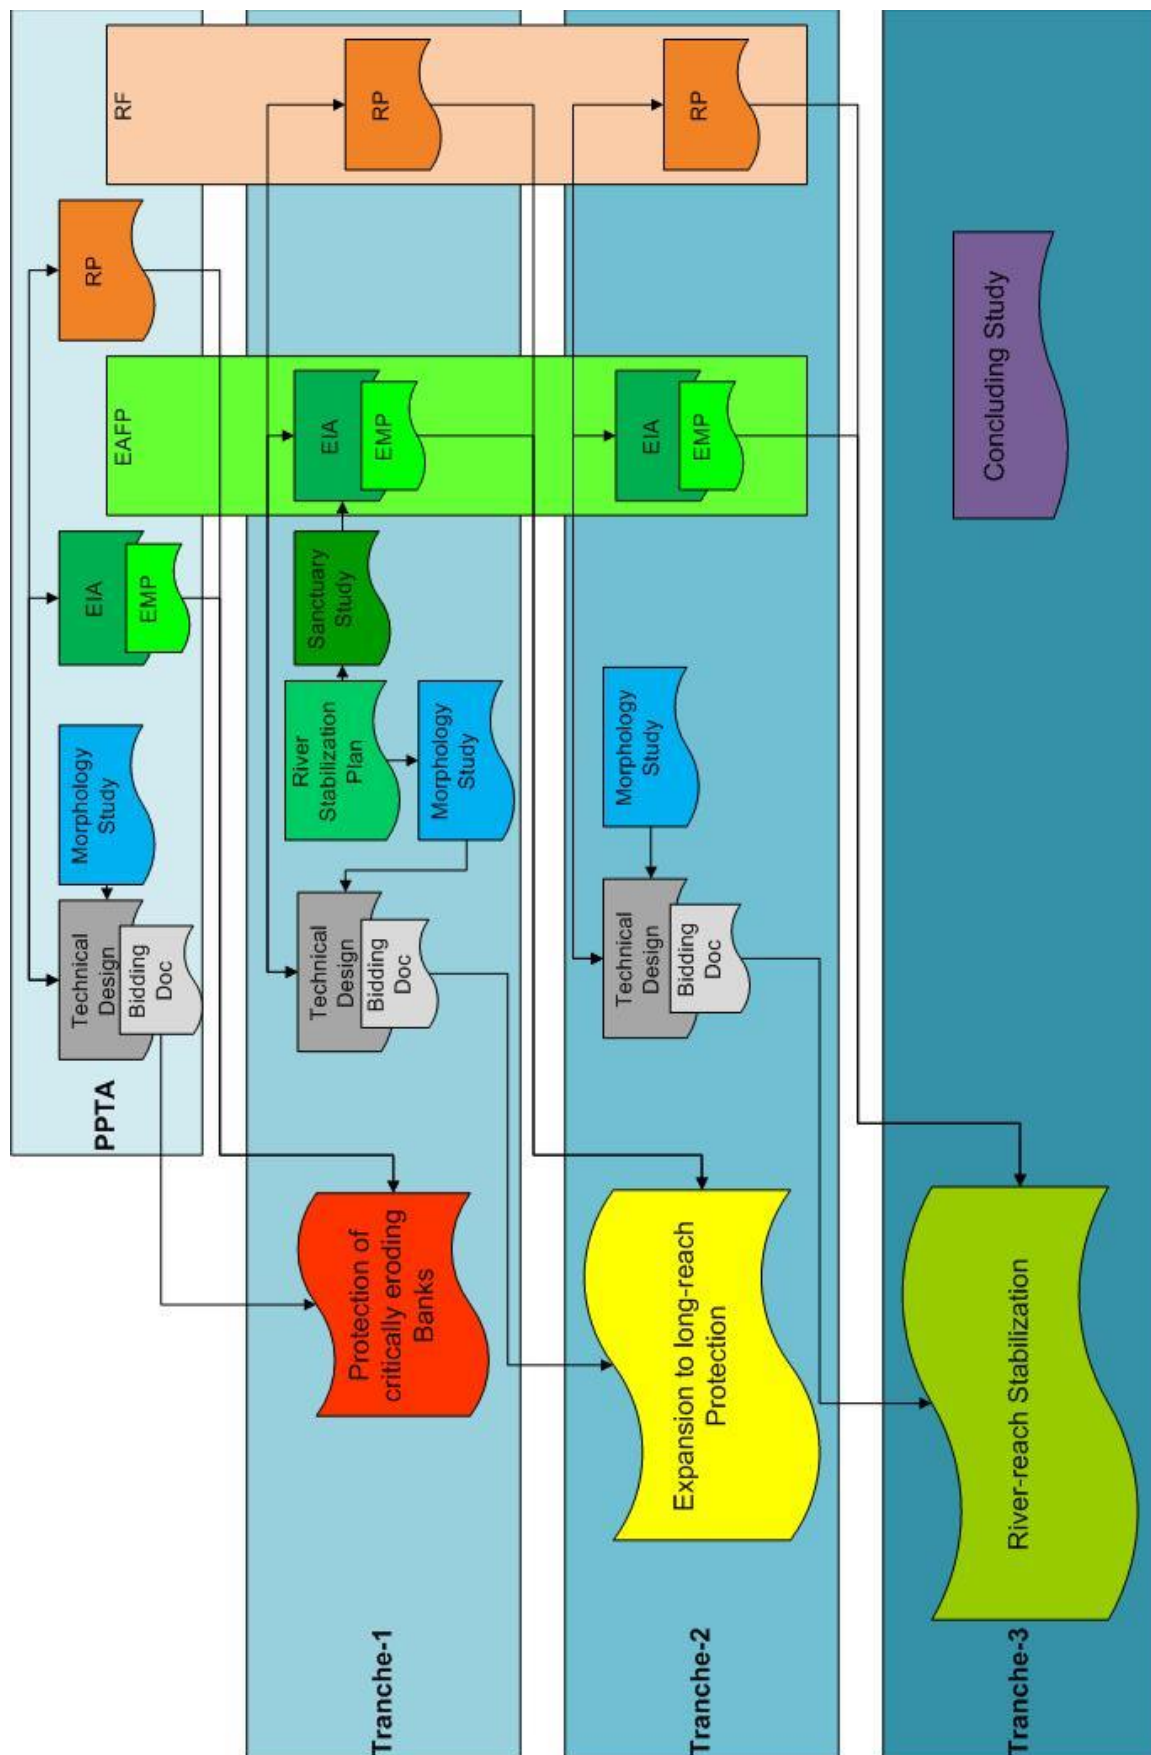 PPTA
Technical
Design
Bidding
Doc
Morphology
Study
EIA
EMP
RP
EAFP
RF
Tranche-1
Protection of
critically eroding
Banks
Technical
Design
Bidding
Doc
River
Stabilization
Plan
Morphology
Study
Sanctuary
Study
EIA
EMP
RP
Tranche-2
Expansion to long-reach
Protection
Technical
Design
Bidding
Doc
Morphology
Study
EIA
EMP
RP
Tranche-3
River-reach Stabilization
Concluding Study